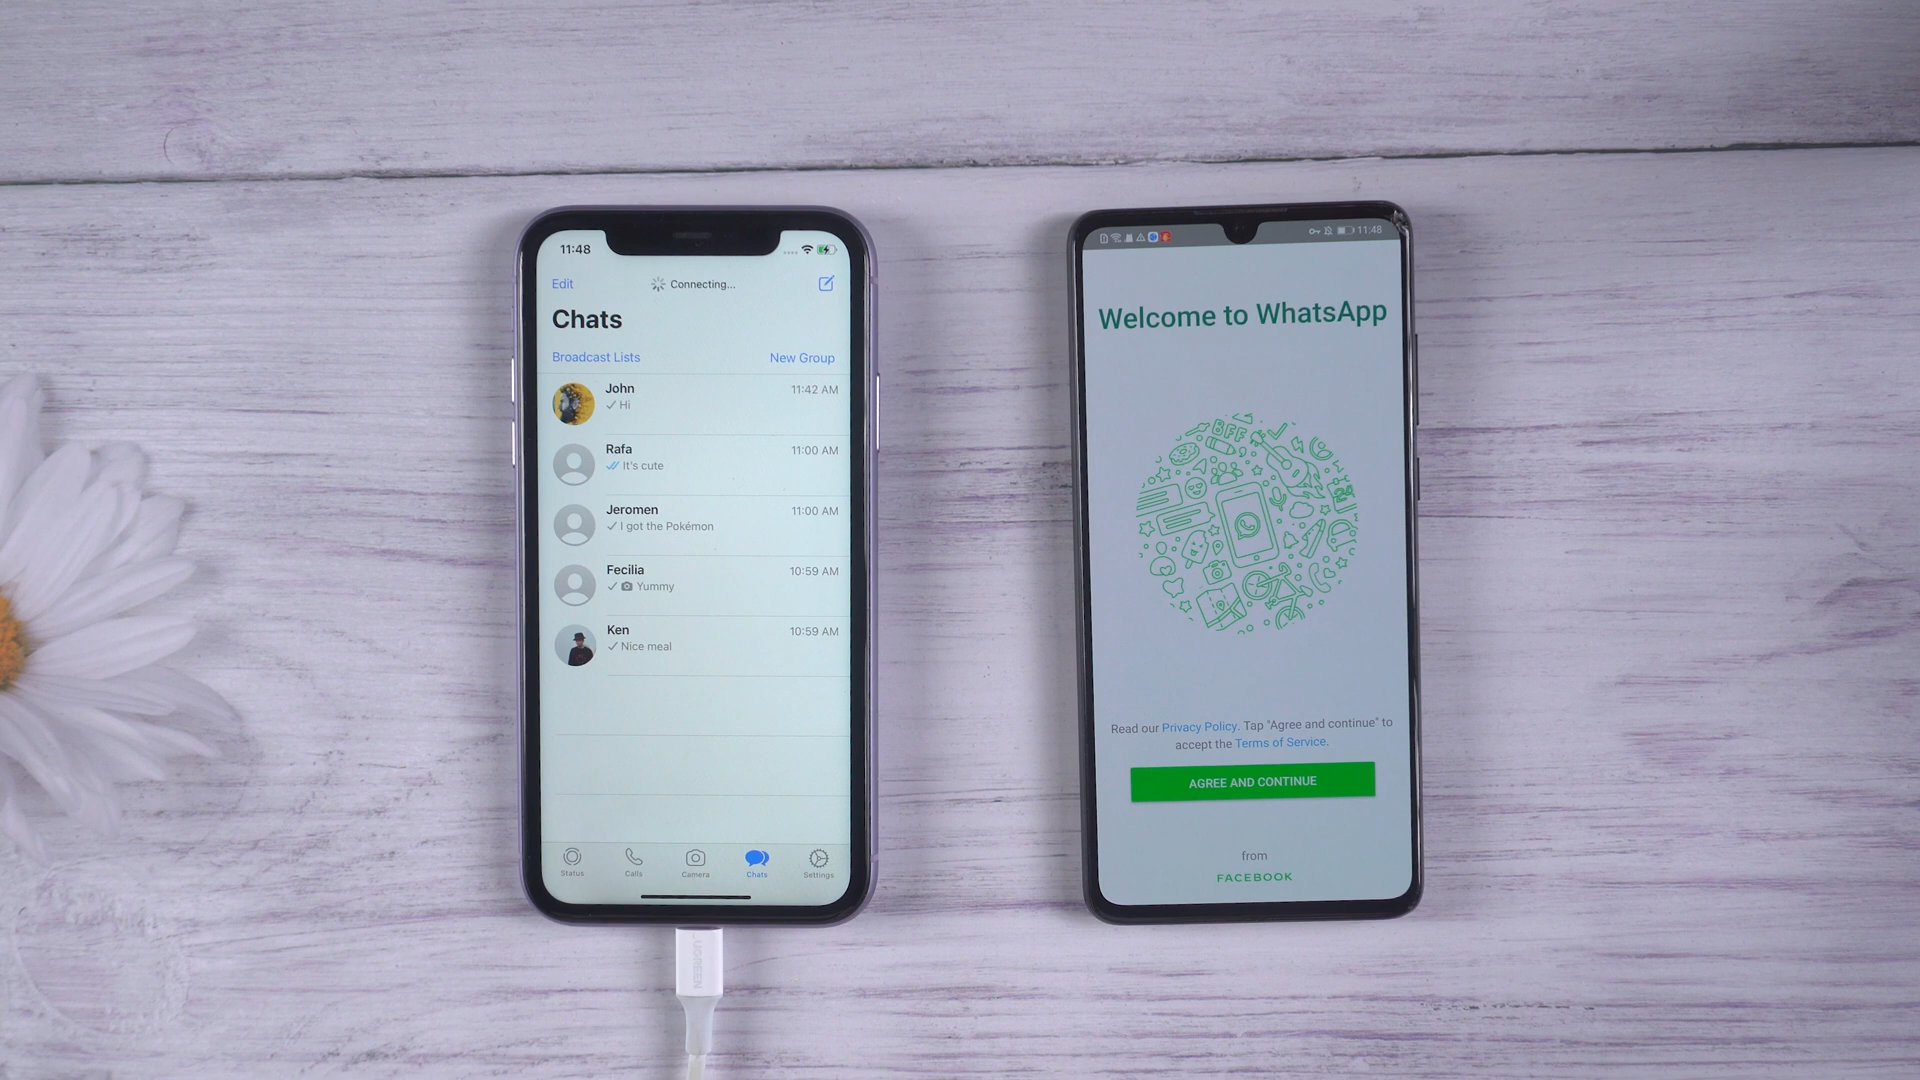 11:48
Edit
Connecting...
Chats
Broadcast Lists
New Group
John
11:42 AM
Hi
Rafa
11:00 AM
It's cute
Jeromen
11:00 AM
I got the Pokémon
Fecilia
10:59 AM
Yummy
Ken
10:59 AM
Nice meal
Status
Calls
Camera
Chats
Settings
UGREEN
11:48
Welcome to WhatsApp
BFF
Read our Privacy Policy. Tap "Agree and continue" to
accept the Terms of Service.
AGREE AND CONTINUE
from
FACEBOOK